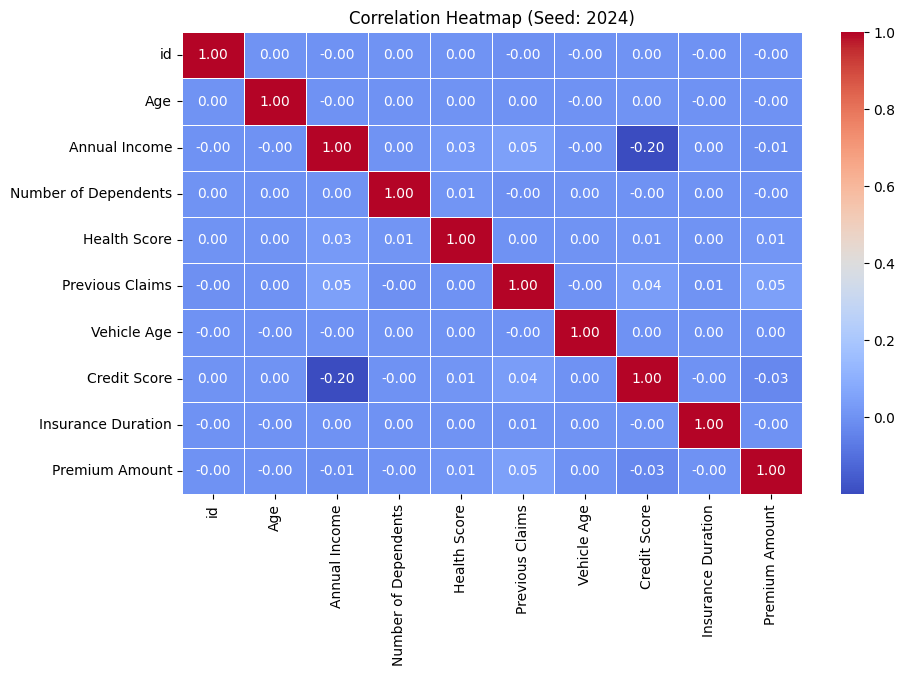 Correlation Heatmap (Seed: 2024)
id 1.00 0.00 -0.00 0.00 0.00 -0.00 -0.00 0.00 -0.00 -0.00
Age 0.00 1.00 -0.00 0.00 0.00 0.00 -0.00 0.00 -0.00 -0.00
Annual Income -0.00 -0.00 1.00 0.00 0.03 0.05 -0.00 -0.20 0.00 -0.01
Number of Dependents 0.00 0.00 0.00 1.00 0.01 -0.00 0.00 -0.00 0.00 -0.00
Health Score 0.00 0.00 0.03 0.01 1.00 0.00 0.00 0.01 0.00 0.01
Previous Claims -0.00 0.00 0.05 -0.00 0.00 1.00 -0.00 0.04 0.01 0.05
Vehicle Age -0.00 -0.00 -0.00 0.00 0.00 -0.00 1.00 0.00 0.00 0.00
Credit Score 0.00 0.00 -0.20 -0.00 0.01 0.04 0.00 1.00 -0.00 -0.03
Insurance Duration -0.00 -0.00 0.00 0.00 0.00 0.01 0.00 -0.00 1.00 -0.00
Premium Amount -0.00 -0.00 -0.01 -0.00 0.01 0.05 0.00 -0.03 -0.00 1.00
id
Age
Annual Income
Number of Dependents
Health Score
Previous Claims
Vehicle Age
Credit Score
Insurance Duration
Premium Amount
1.0
0.8
0.6
0.4
0.2
0.0